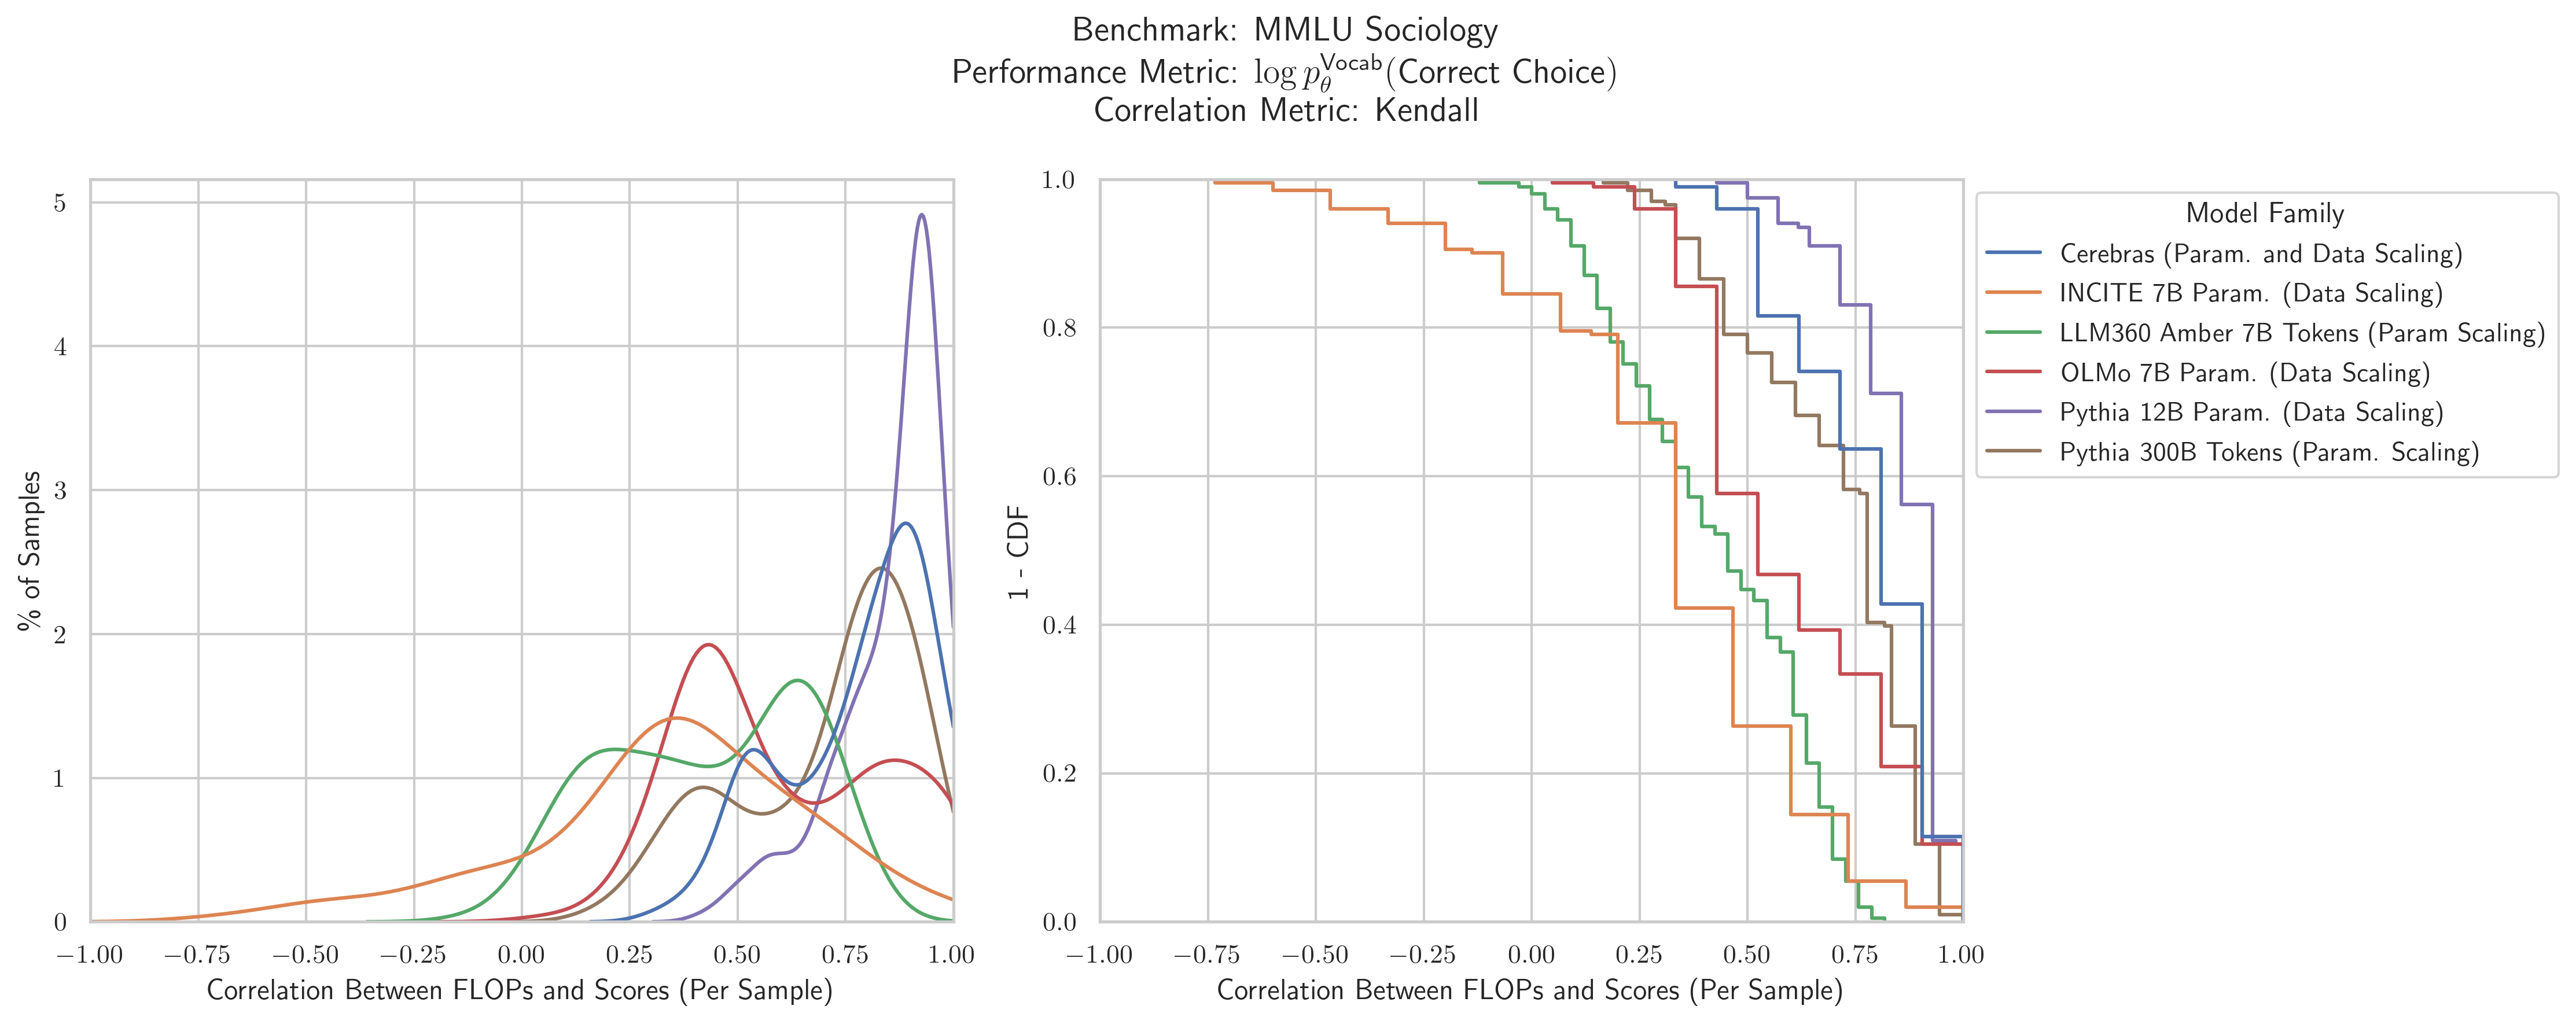 Benchmark: MMLU Sociology
Performance Metric: log p_θ^Vocab(Correct Choice)
Correlation Metric: Kendall
% of Samples
5
4
3
2
1
0
−1.00 −0.75 −0.50 −0.25 0.00 0.25 0.50 0.75 1.00
Correlation Between FLOPs and Scores (Per Sample)
1 - CDF
1.0
0.8
0.6
0.4
0.2
0.0
−1.00 −0.75 −0.50 −0.25 0.00 0.25 0.50 0.75 1.00
Correlation Between FLOPs and Scores (Per Sample)
Model Family
Cerebras (Param. and Data Scaling)
INCITE 7B Param. (Data Scaling)
LLM360 Amber 7B Tokens (Param Scaling)
OLMo 7B Param. (Data Scaling)
Pythia 12B Param. (Data Scaling)
Pythia 300B Tokens (Param. Scaling)